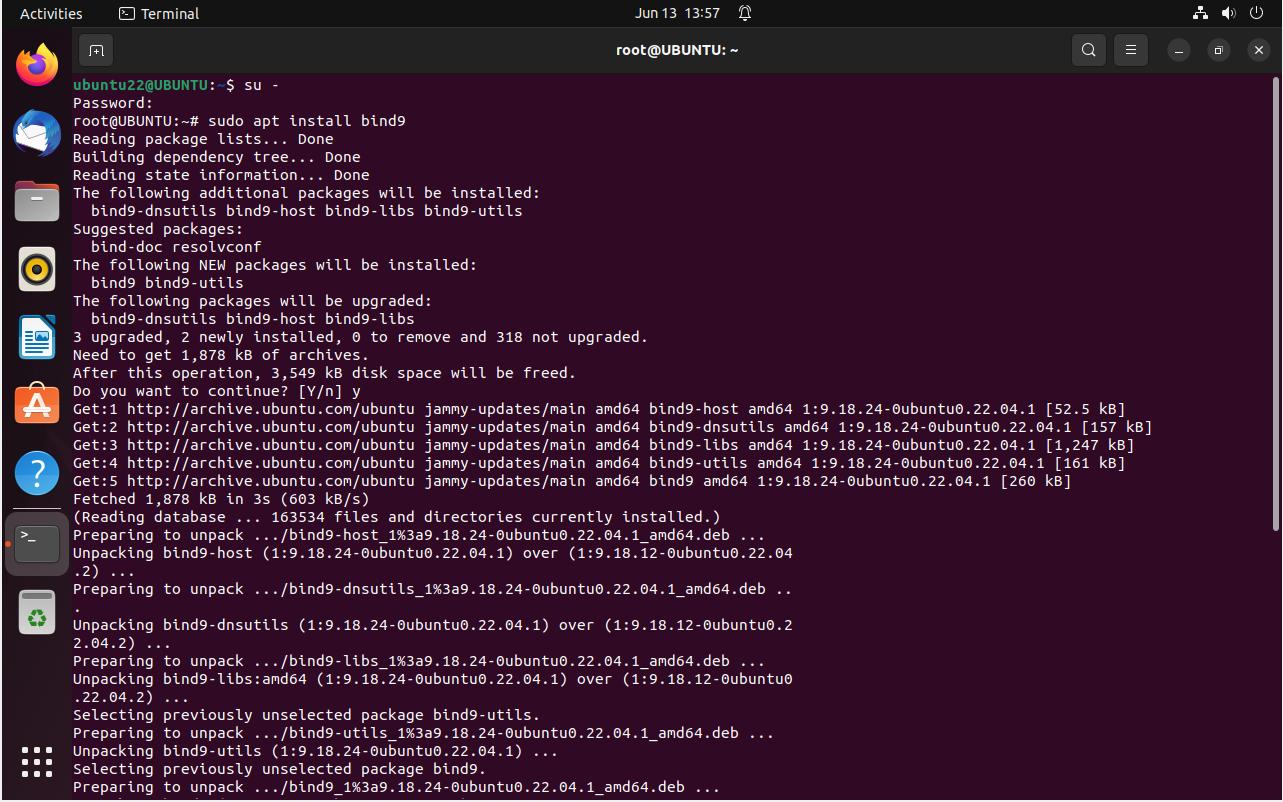 Activities Terminal Jun 13 13:57
root@UBUNTU: ~
ubuntu22@UBUNTU:~$ su -
Password:
root@UBUNTU:~# sudo apt install bind9
Reading package lists... Done
Building dependency tree... Done
Reading state information... Done
The following additional packages will be installed:
  bind9-dnsutils bind9-host bind9-libs bind9-utils
Suggested packages:
  bind-doc resolvconf
The following NEW packages will be installed:
  bind9 bind9-utils
The following packages will be upgraded:
  bind9-dnsutils bind9-host bind9-libs
3 upgraded, 2 newly installed, 0 to remove and 318 not upgraded.
Need to get 1,878 kB of archives.
After this operation, 3,549 kB disk space will be freed.
Do you want to continue? [Y/n] y
Get:1 http://archive.ubuntu.com/ubuntu jammy-updates/main amd64 bind9-host amd64 1:9.18.24-0ubuntu0.22.04.1 [52.5 kB]
Get:2 http://archive.ubuntu.com/ubuntu jammy-updates/main amd64 bind9-dnsutils amd64 1:9.18.24-0ubuntu0.22.04.1 [157 kB]
Get:3 http://archive.ubuntu.com/ubuntu jammy-updates/main amd64 bind9-libs amd64 1:9.18.24-0ubuntu0.22.04.1 [1,247 kB]
Get:4 http://archive.ubuntu.com/ubuntu jammy-updates/main amd64 bind9-utils amd64 1:9.18.24-0ubuntu0.22.04.1 [161 kB]
Get:5 http://archive.ubuntu.com/ubuntu jammy-updates/main amd64 bind9 amd64 1:9.18.24-0ubuntu0.22.04.1 [260 kB]
Fetched 1,878 kB in 3s (603 kB/s)
(Reading database ... 163534 files and directories currently installed.)
Preparing to unpack .../bind9-host_1%3a9.18.24-0ubuntu0.22.04.1_amd64.deb ...
Unpacking bind9-host (1:9.18.24-0ubuntu0.22.04.1) over (1:9.18.12-0ubuntu0.22.04
.2) ...
Preparing to unpack .../bind9-dnsutils_1%3a9.18.24-0ubuntu0.22.04.1_amd64.deb ..
.
Unpacking bind9-dnsutils (1:9.18.24-0ubuntu0.22.04.1) over (1:9.18.12-0ubuntu0.2
2.04.2) ...
Preparing to unpack .../bind9-libs_1%3a9.18.24-0ubuntu0.22.04.1_amd64.deb ...
Unpacking bind9-libs:amd64 (1:9.18.24-0ubuntu0.22.04.1) over (1:9.18.12-0ubuntu0
.22.04.2) ...
Selecting previously unselected package bind9-utils.
Preparing to unpack .../bind9-utils_1%3a9.18.24-0ubuntu0.22.04.1_amd64.deb ...
Unpacking bind9-utils (1:9.18.24-0ubuntu0.22.04.1) ...
Selecting previously unselected package bind9.
Preparing to unpack .../bind9_1%3a9.18.24-0ubuntu0.22.04.1_amd64.deb ...